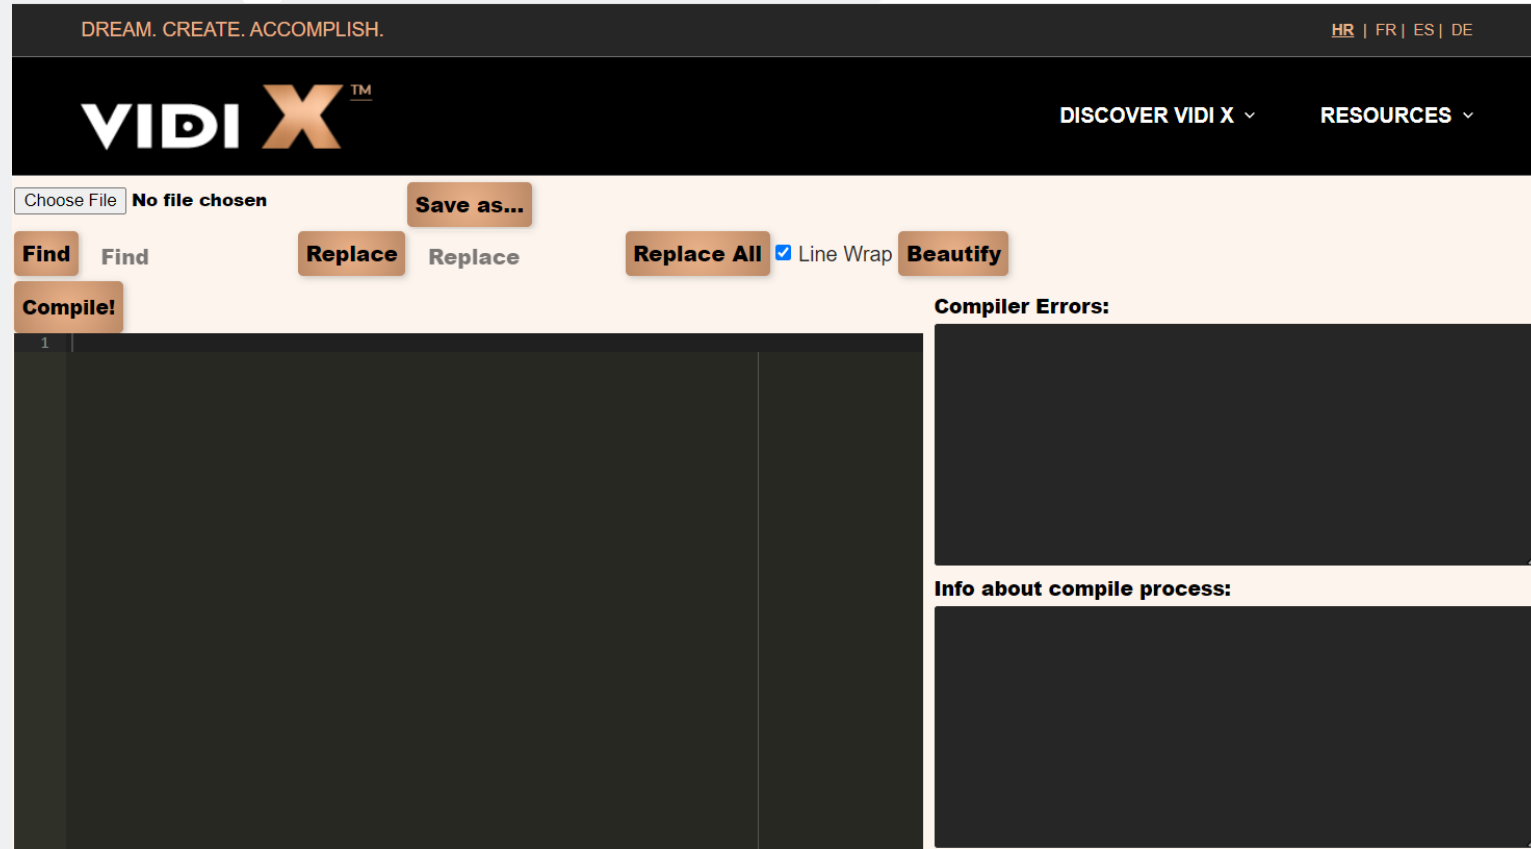 DREAM. CREATE. ACCOMPLISH.
HR | FR | ES | DE
VIDI X™
DISCOVER VIDI X
RESOURCES
Choose File No file chosen
Save as...
Find Find Replace Replace Replace All Line Wrap Beautify
Compile!
Compiler Errors:
1
Info about compile process: